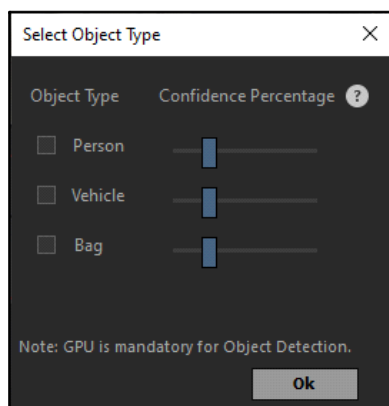 Select Object Type
Object Type Confidence Percentage ?
Person
Vehicle
Bag
Note: GPU is mandatory for Object Detection.
Ok